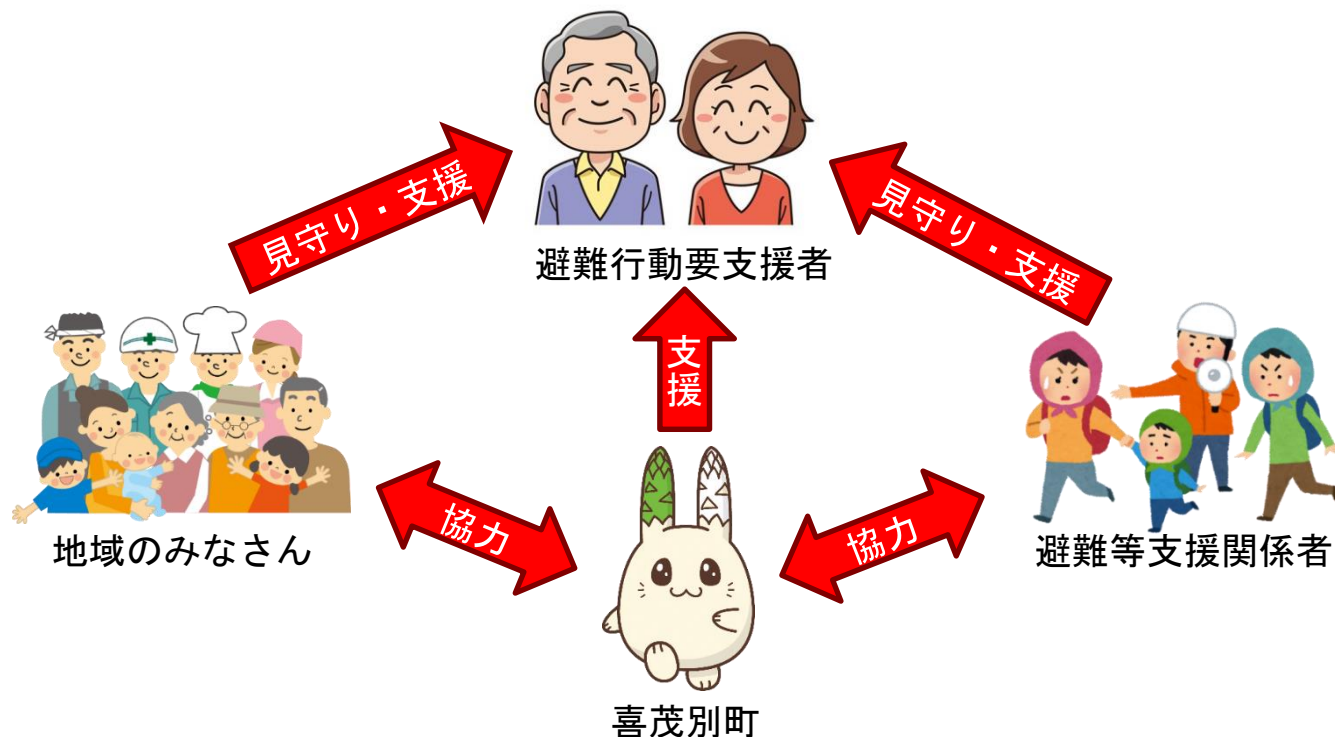 避難行動要支援者
見守り・支援
見守り・支援
支援
地域のみなさん
協力
協力
避難等支援関係者
喜茂別町